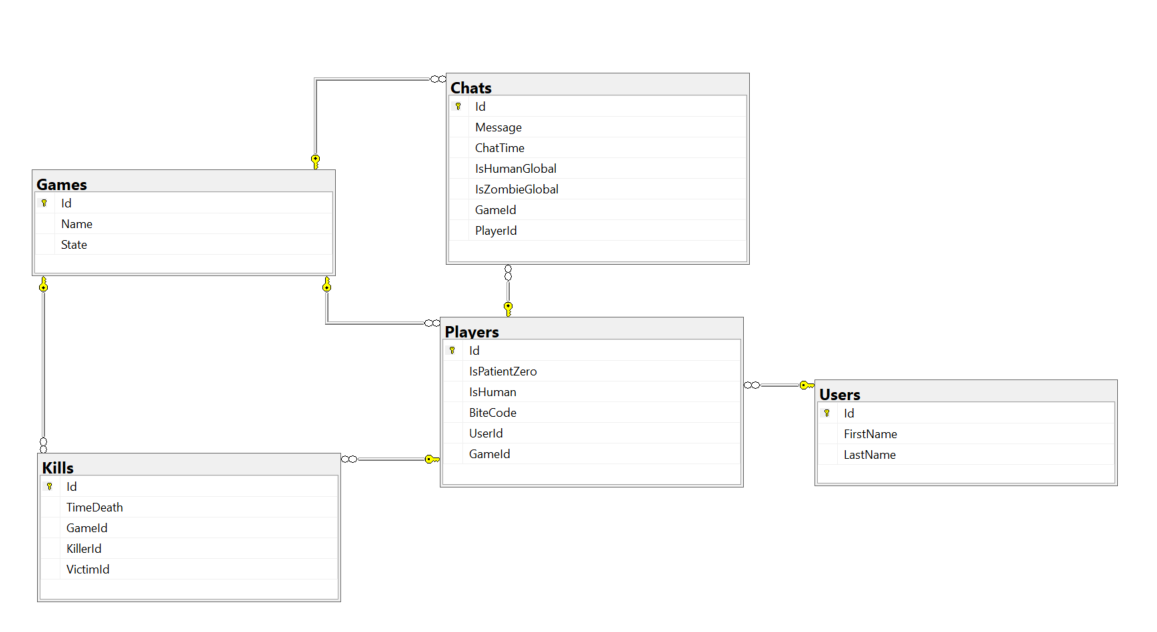 Chats
Id
Message
ChatTime
IsHumanGlobal
IsZombieGlobal
GameId
PlayerId
Games
Id
Name
State
Players
Id
IsPatientZero
IsHuman
BiteCode
UserId
GameId
Users
Id
FirstName
LastName
Kills
Id
TimeDeath
GameId
KillerId
VictimId